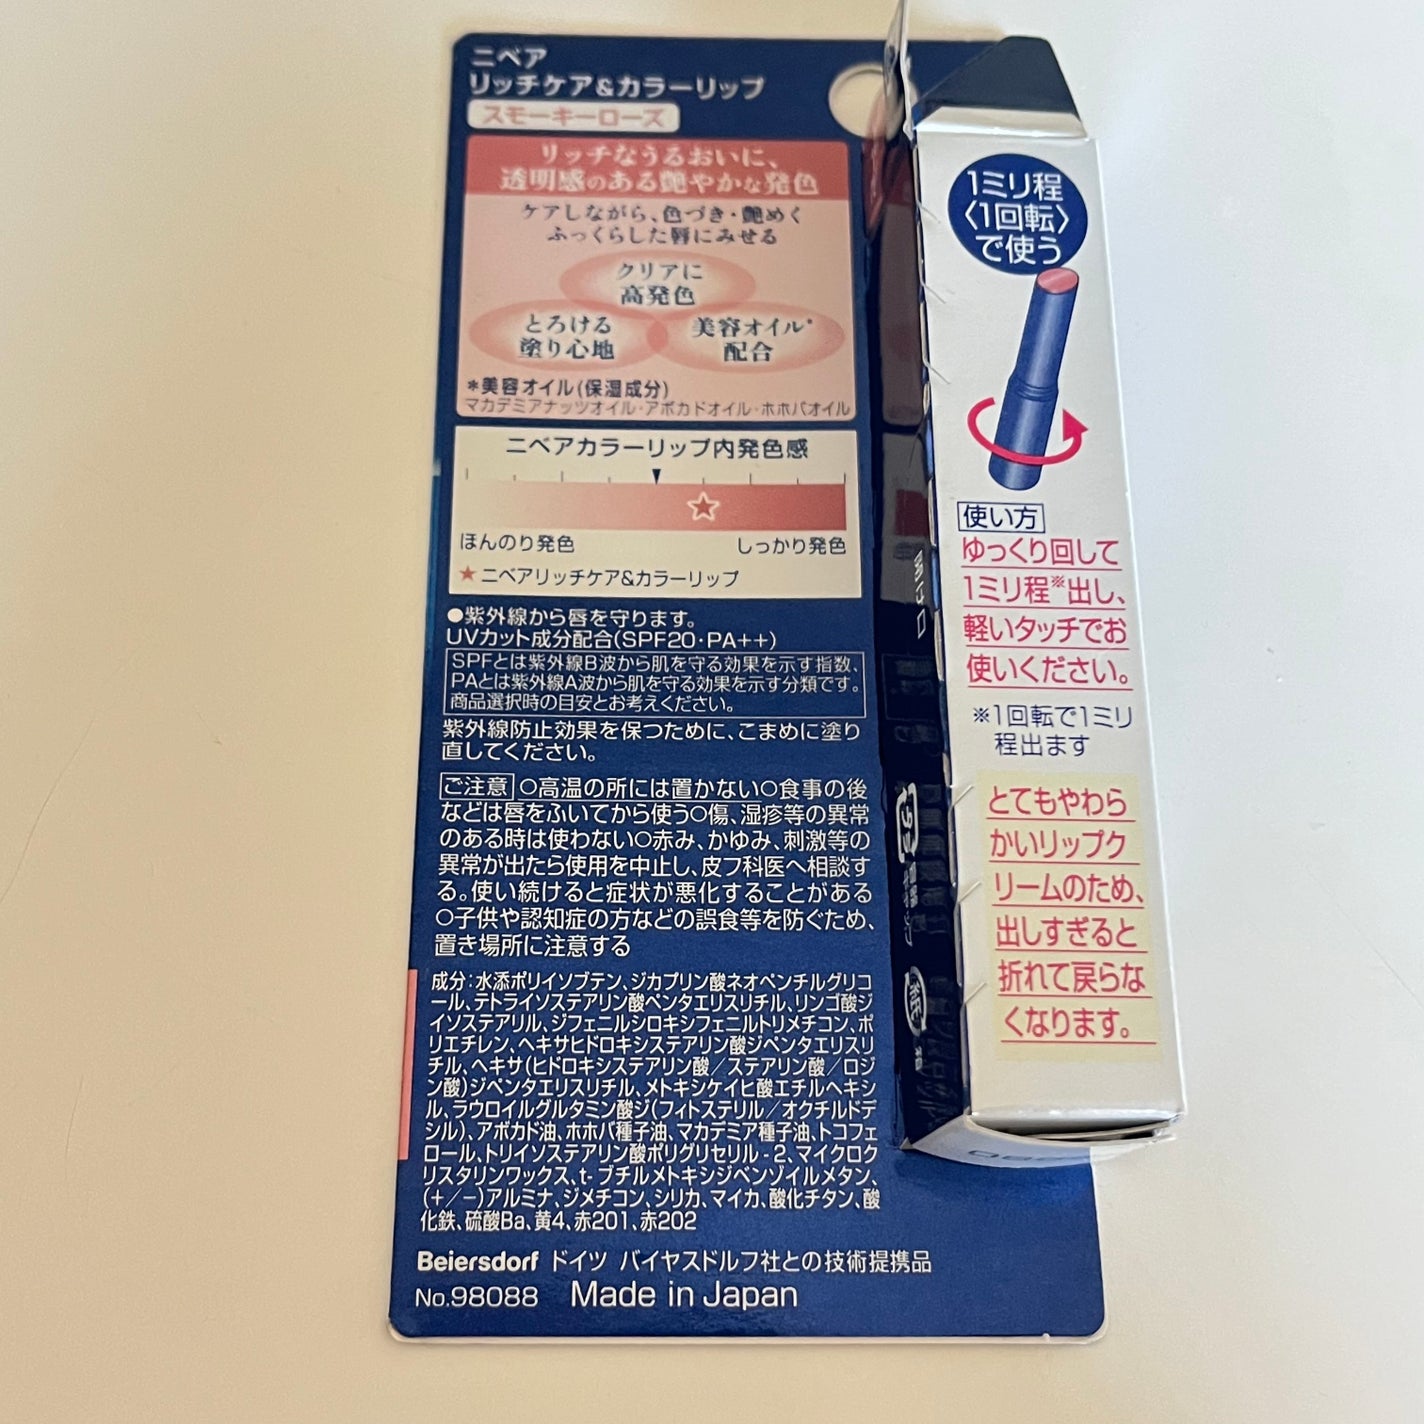 ニベア
リッチケア&カラーリップ
スモーキーローズ
リッチなうるおいに、
透明感のある艶やかな発色
ケアしながら、色づき・艶めく
ふっくらした唇にみせる
クリアに
高発色
とろける
塗り心地
美容オイル*
配合
*美容オイル(保湿成分)
マカデミアナッツオイル・アボカドオイル・ホホバオイル
ニベアカラーリップ内発色感
ほんのり発色
しっかり発色
★ニベアリッチケア&カラーリップ
●紫外線から唇を守ります。
UVカット成分配合(SPF20・PA++)
SPFとは紫外線B波から肌を守る効果を示す指数、
PAとは紫外線A波から肌を守る効果を示す分類です。
商品選択時の目安とお考えください。
紫外線防止効果を保つために、こまめに塗り
直してください。
ご注意 ○高温の所には置かない○食事の後
などは唇をふいてから使う○傷、湿疹等の異常
のある時は使わない○赤み、かゆみ、刺激等の
異常が出たら使用を中止し、皮フ科医へ相談す
る。使い続けると症状が悪化することがある
○子供や認知症の方などの誤食等を防ぐため、
置き場所に注意する
成分:水添ポリイソブテン、ジカプリン酸ネオペンチルグリコ
ール、テトライソステアリン酸ペンタエリスリチル、リンゴ酸ジ
イソステアリル、ジフェニルシロキシフェニルトリメチコン、ポ
リエチレン、ヘキサヒドロキシステアリン酸ジペンタエリスリ
チル、ヘキサ(ヒドロキシステアリン酸/ステアリン酸/ロジ
ン酸)ジペンタエリスリチル、メトキシケイヒ酸エチルヘキシ
ル、ラウロイルグルタミン酸ジ(フィトステリル/オクチルドデ
シル)、アボカド油、ホホバ種子油、マカデミア種子油、トコフェ
ロール、トリイソステアリン酸ポリグリセリル-2、マイクロク
リスタリンワックス、t-ブチルメトキシジベンゾイルメタン、
(+/−)アルミナ、ジメチコン、シリカ、マイカ、酸化チタン、酸
化鉄、硫酸Ba、黄4、赤201、赤202
Beiersdorf ドイツ バイヤスドルフ社との技術提携品
No.98088 Made in Japan
1ミリ程
〈1回転〉
で使う
使い方
ゆっくり回して
1ミリ程※出し、
軽いタッチでお
使いください。
※1回転で1ミリ
程出ます
とてもやわら
かいリップク
リームのため、
出しすぎると
折れて戻らな
くなります。
開け口
紙